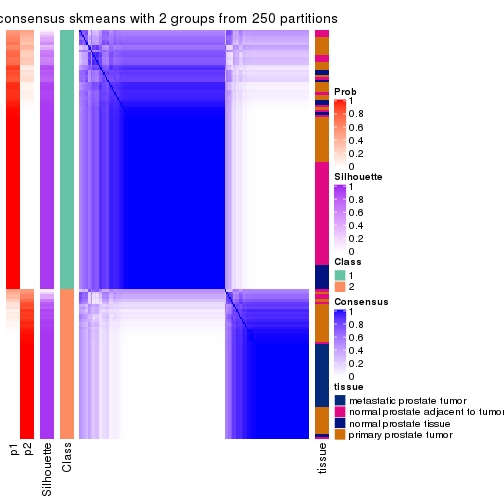 consensus skmeans with 2 groups from 250 partitions
Prob
1
0.8
0.6
0.4
0.2
0
Silhouette
1
0.8
0.6
0.4
0.2
0
Class
1
2
Consensus
1
0.8
0.6
0.4
0.2
0
tissue
metastatic prostate tumor
normal prostate adjacent to tumor
normal prostate tissue
primary prostate tumor
p1
p2
Silhouette
Class
tissue